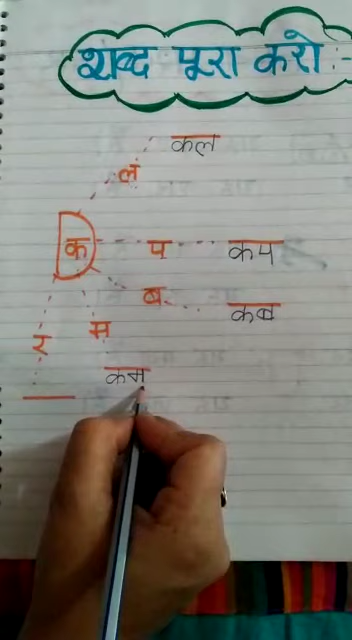 शब्द पूरा करो:-
कल
ल
क प कप
ब कब
र म
कम